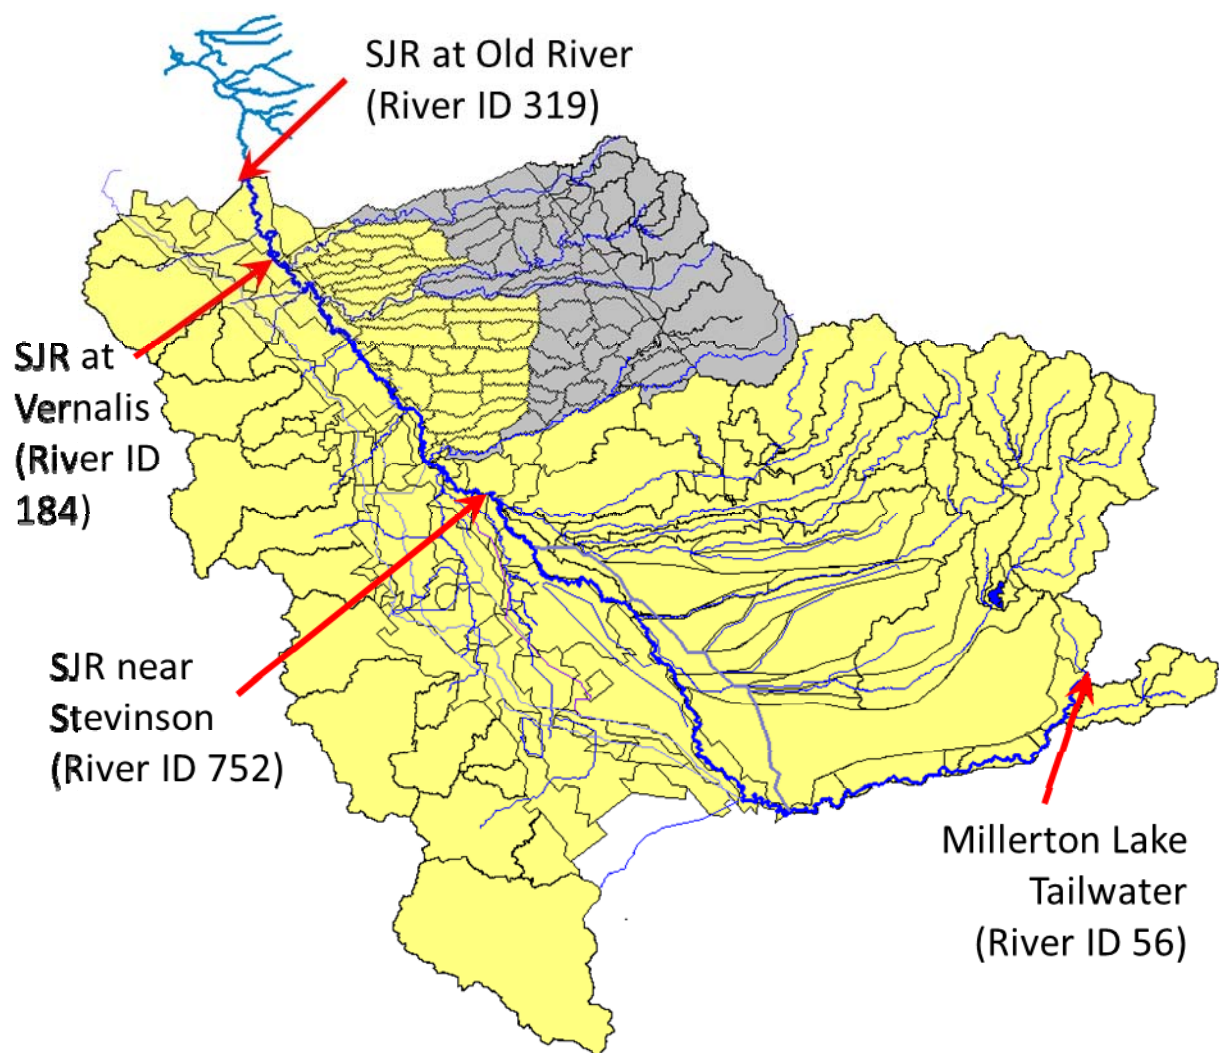 SJR at Old River
(River ID 319)
SJR at
Vernalis
(River ID
184)
SJR near
Stevinson
(River ID 752)
Millerton Lake
Tailwater
(River ID 56)